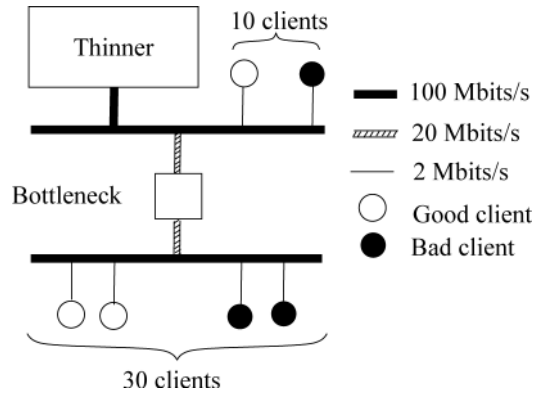 10 clients
Thinner
100 Mbits/s
20 Mbits/s
2 Mbits/s
Bottleneck
Good client
Bad client
30 clients